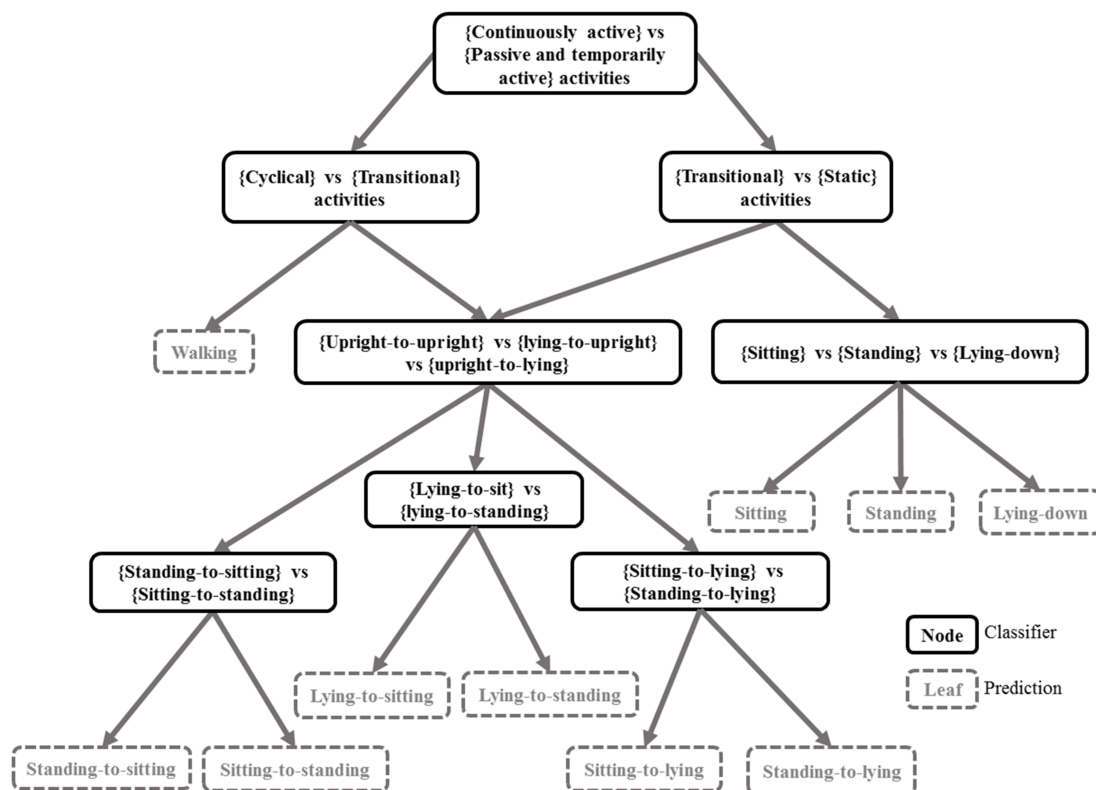 {Continuously active} vs
{Passive and temporarily
active} activities
{Cyclical} vs {Transitional}
activities
{Transitional} vs {Static}
activities
Walking
{Upright-to-upright} vs {lying-to-upright}
vs {upright-to-lying}
{Sitting} vs {Standing} vs {Lying-down}
{Lying-to-sit} vs
{lying-to-standing}
Sitting
Standing
Lying-down
{Standing-to-sitting} vs
{Sitting-to-standing}
{Sitting-to-lying} vs
{Standing-to-lying}
Node Classifier
Leaf Prediction
Lying-to-sitting
Lying-to-standing
Standing-to-sitting
Sitting-to-standing
Sitting-to-lying
Standing-to-lying